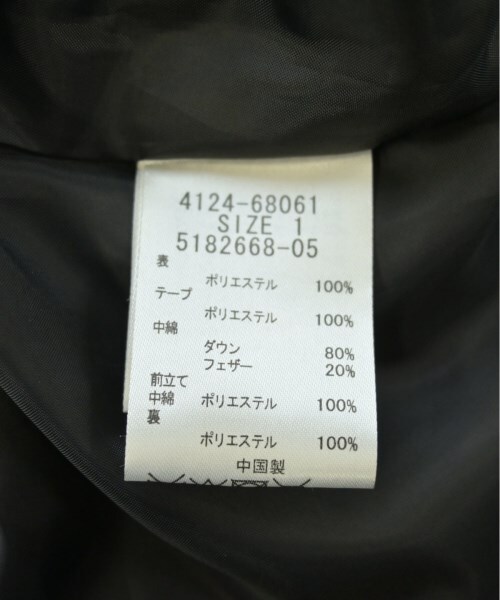 4124-68061
SIZE 1
5182668-05
表
ポリエステル 100%
テープ
ポリエステル 100%
中綿
ダウン 80%
フェザー 20%
前立て
中綿 ポリエステル 100%
裏
ポリエステル 100%
中国製